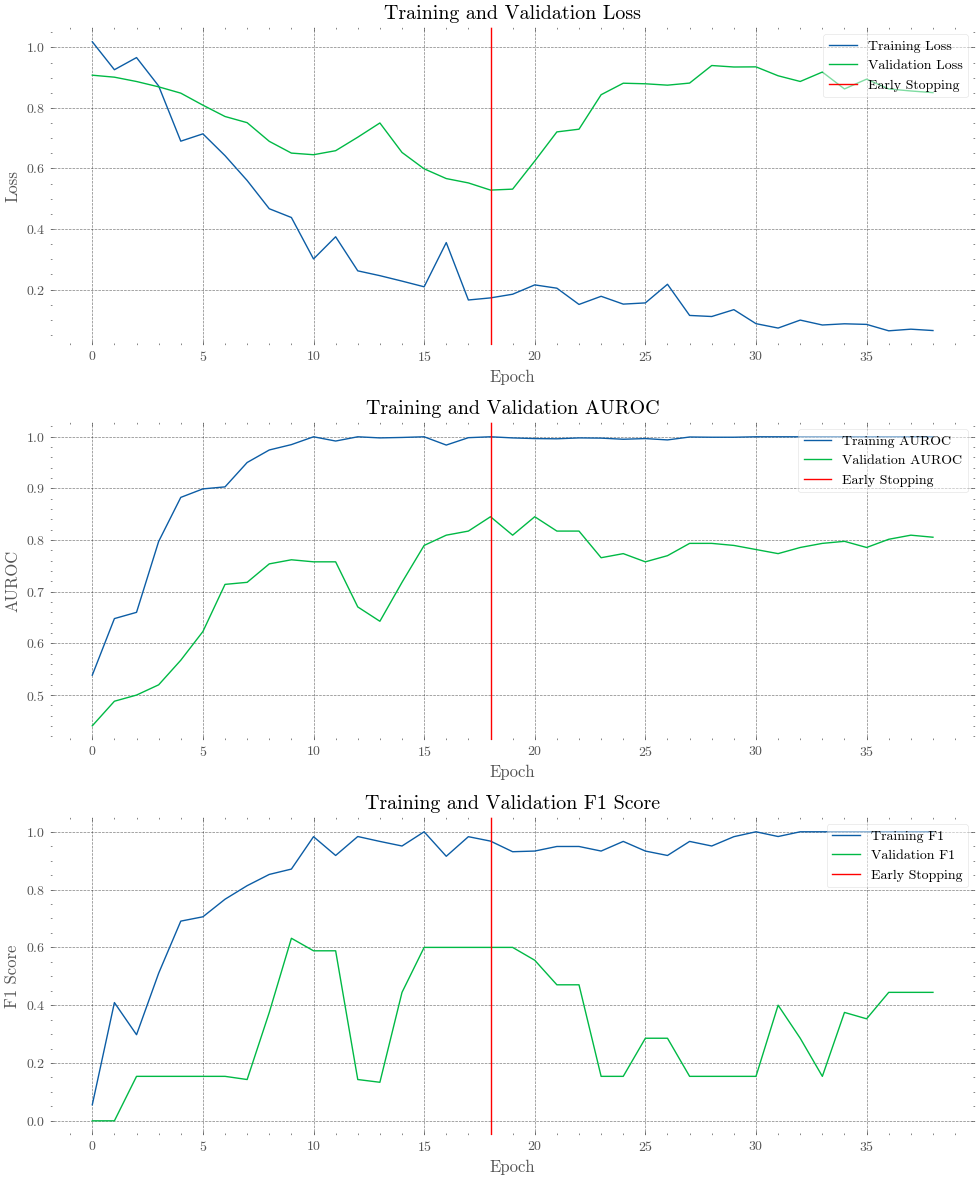 Training and Validation Loss
1.0
0.8
0.6
0.4
0.2
Loss
Training Loss
Validation Loss
Early Stopping
0 5 10 15 20 25 30 35
Epoch
Training and Validation AUROC
1.0
0.9
0.8
0.7
0.6
0.5
AUROC
Training AUROC
Validation AUROC
Early Stopping
0 5 10 15 20 25 30 35
Epoch
Training and Validation F1 Score
1.0
0.8
0.6
0.4
0.2
0.0
F1 Score
Training F1
Validation F1
Early Stopping
0 5 10 15 20 25 30 35
Epoch